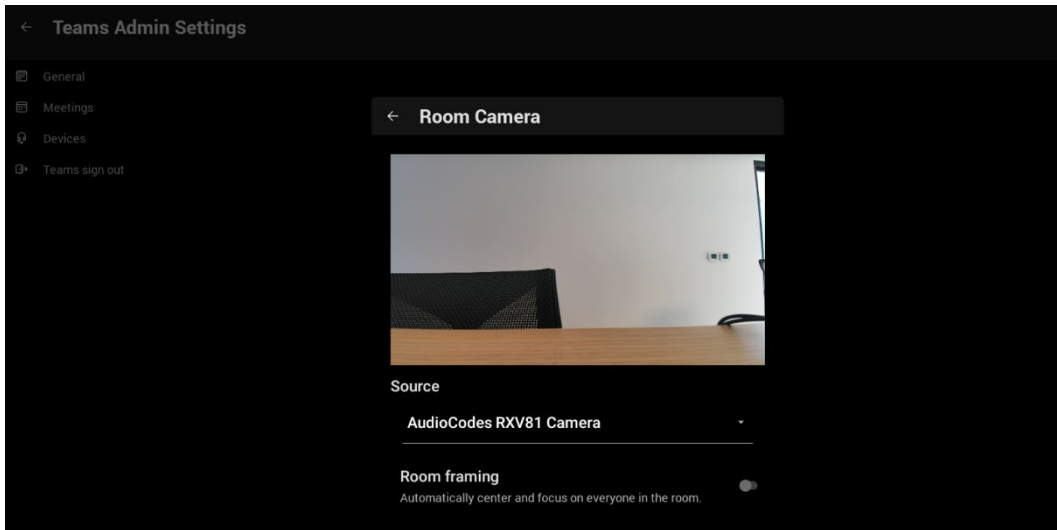 Teams Admin Settings
General
Meetings
Devices
Teams sign out
Room Camera
Source
AudioCodes RXV81 Camera
Room framing
Automatically center and focus on everyone in the room.